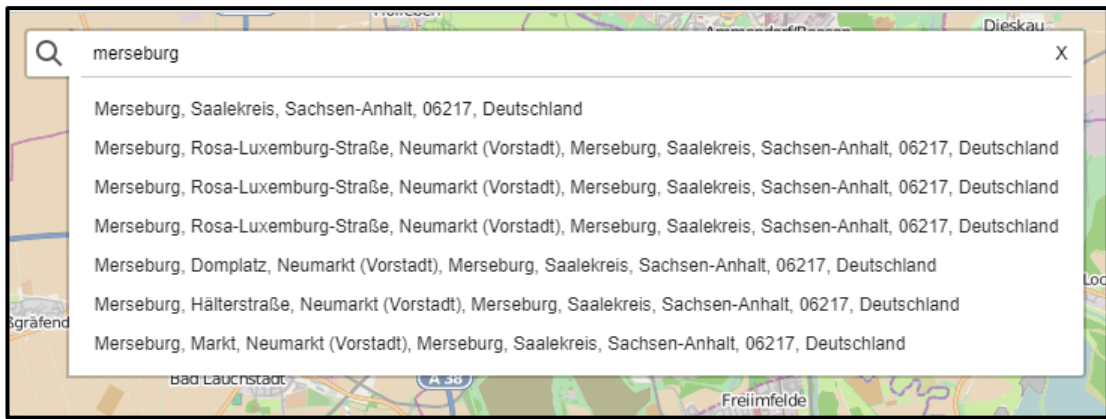 Dieskau
merseburg X
Merseburg, Saalekreis, Sachsen-Anhalt, 06217, Deutschland
Merseburg, Rosa-Luxemburg-Straße, Neumarkt (Vorstadt), Merseburg, Saalekreis, Sachsen-Anhalt, 06217, Deutschland
Merseburg, Rosa-Luxemburg-Straße, Neumarkt (Vorstadt), Merseburg, Saalekreis, Sachsen-Anhalt, 06217, Deutschland
Merseburg, Rosa-Luxemburg-Straße, Neumarkt (Vorstadt), Merseburg, Saalekreis, Sachsen-Anhalt, 06217, Deutschland
Merseburg, Domplatz, Neumarkt (Vorstadt), Merseburg, Saalekreis, Sachsen-Anhalt, 06217, Deutschland
Merseburg, Hälterstraße, Neumarkt (Vorstadt), Merseburg, Saalekreis, Sachsen-Anhalt, 06217, Deutschland
Merseburg, Markt, Neumarkt (Vorstadt), Merseburg, Saalekreis, Sachsen-Anhalt, 06217, Deutschland
Bad Lauchstädt
A 38
Freiimfelde